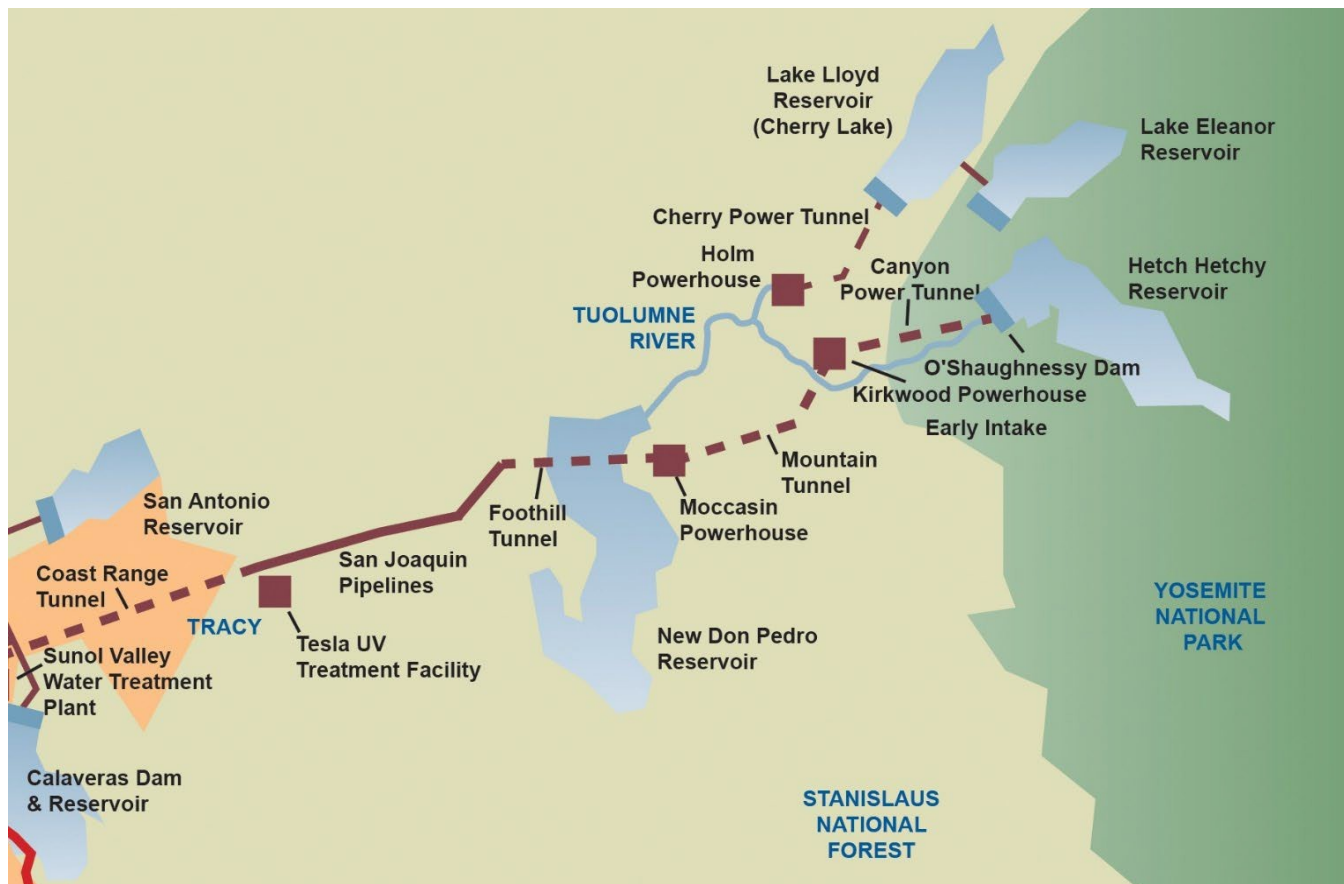 Lake Lloyd
Reservoir
(Cherry Lake)
Lake Eleanor
Reservoir
Cherry Power Tunnel
Holm
Powerhouse
Canyon
Power Tunnel
Hetch Hetchy
Reservoir
TUOLUMNE
RIVER
O'Shaughnessy Dam
Kirkwood Powerhouse
Early Intake
Mountain
Tunnel
Moccasin
Powerhouse
Foothill
Tunnel
San Antonio
Reservoir
San Joaquin
Pipelines
Coast Range
Tunnel
TRACY
Tesla UV
Treatment Facility
New Don Pedro
Reservoir
YOSEMITE
NATIONAL
PARK
Sunol Valley
Water Treatment
Plant
Calaveras Dam
& Reservoir
STANISLAUS
NATIONAL
FOREST